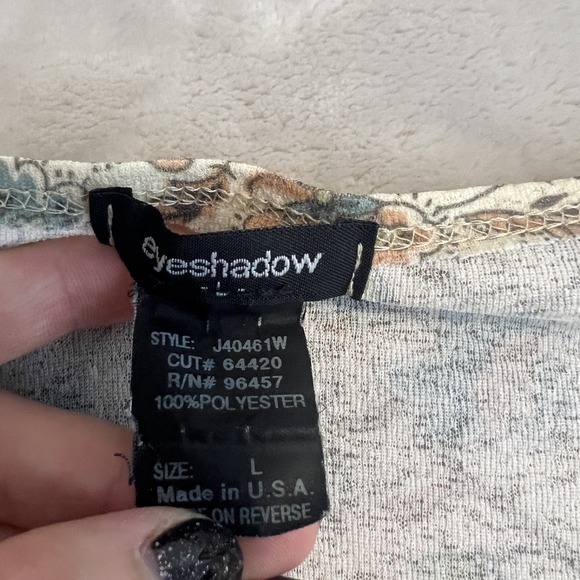 eyeshadow
STYLE: J40461W
CUT# 64420
R/N# 96457
100%POLYESTER
SIZE: L
Made in U.S.A.
ON REVERSE